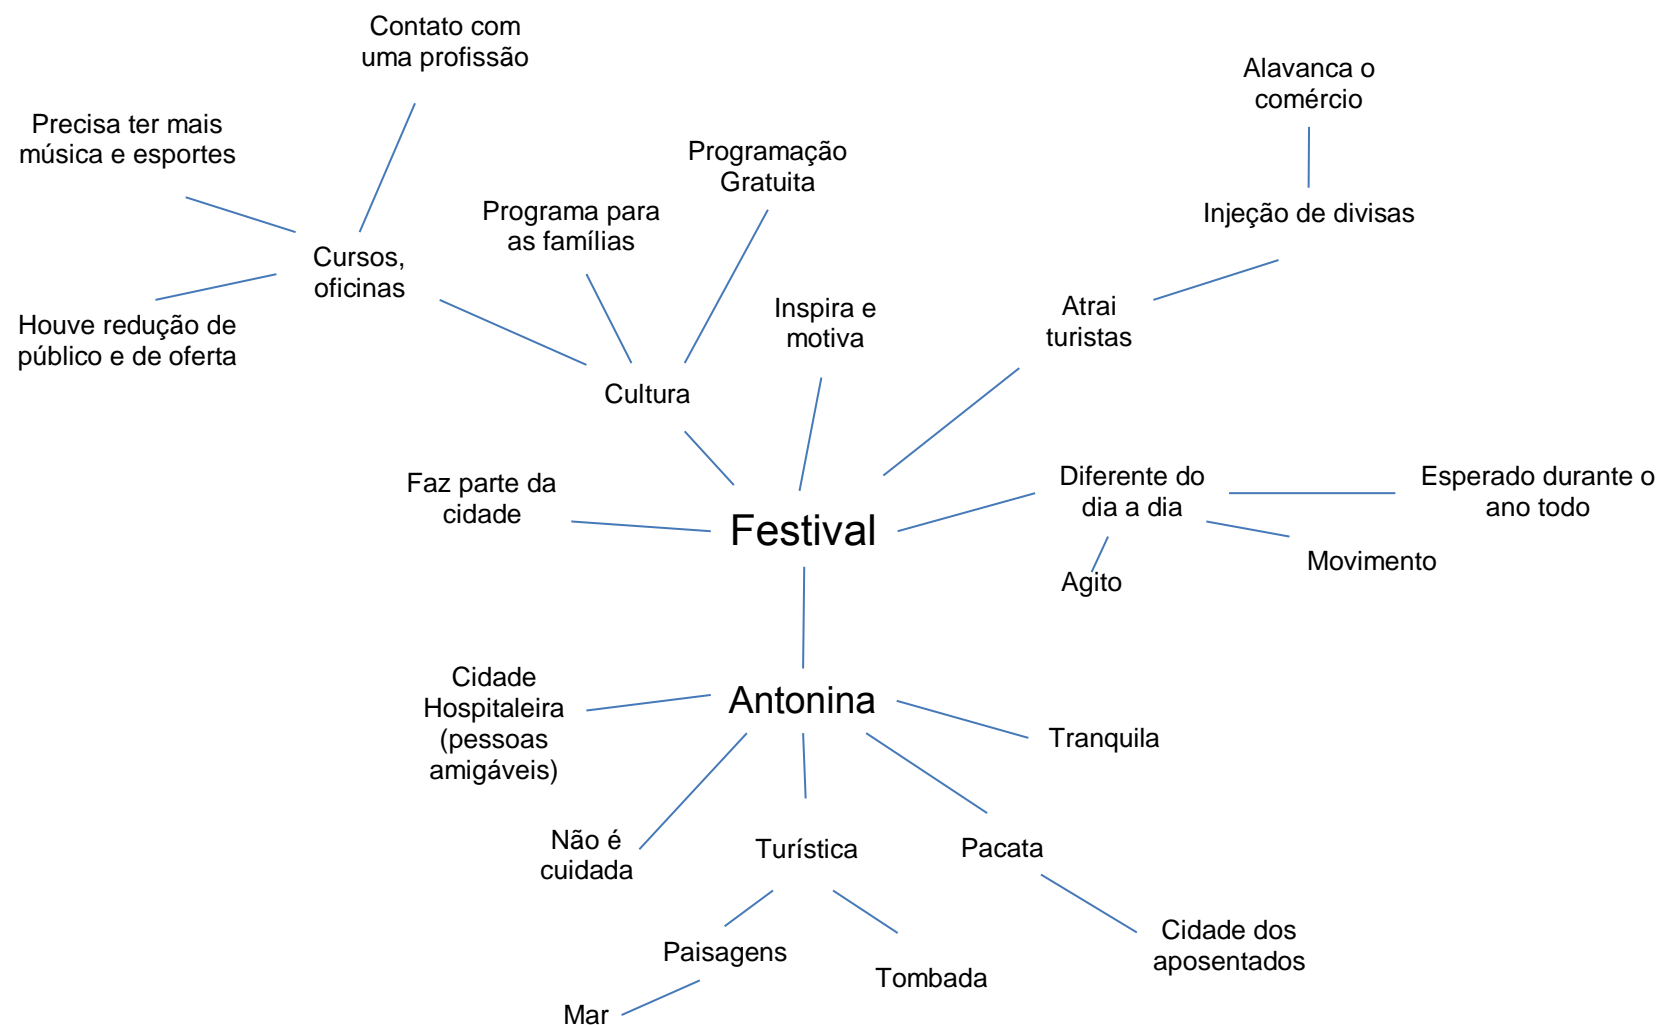 Contato com
uma profissão
Alavanca o
comércio
Precisa ter mais
música e esportes
Programação
Gratuita
Programa para
as famílias
Injeção de divisas
Cursos,
oficinas
Inspira e
motiva
Atrai
turistas
Houve redução de
público e de oferta
Cultura
Faz parte da
cidade
Festival
Diferente do
dia a dia
Esperado durante o
ano todo
Agito
Movimento
Cidade
Hospitaleira
(pessoas
amigáveis)
Antonina
Tranquila
Não é
cuidada
Turística
Pacata
Paisagens
Tombada
Cidade dos
aposentados
Mar